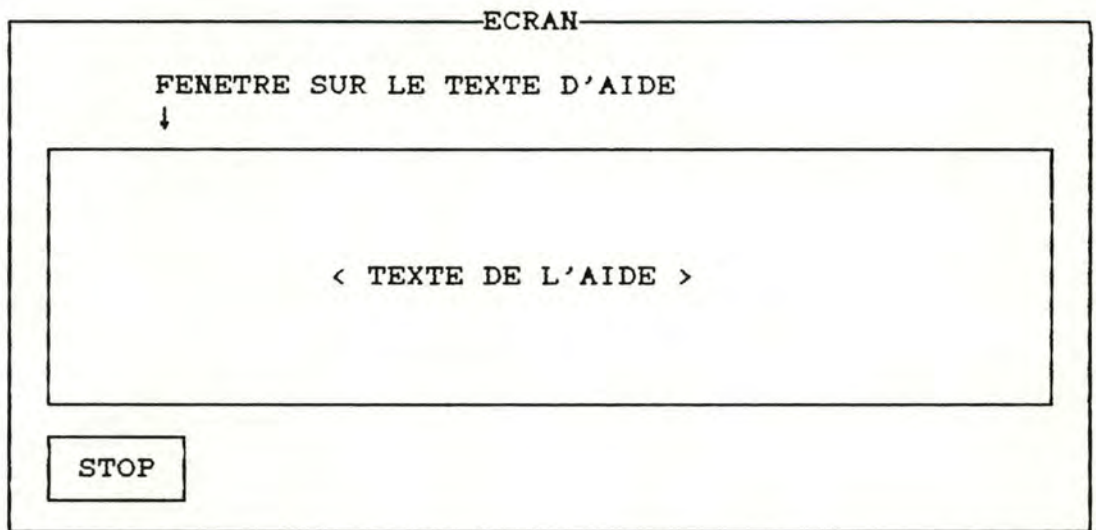 ECRAN
FENETRE SUR LE TEXTE D'AIDE
↓
< TEXTE DE L'AIDE >
STOP